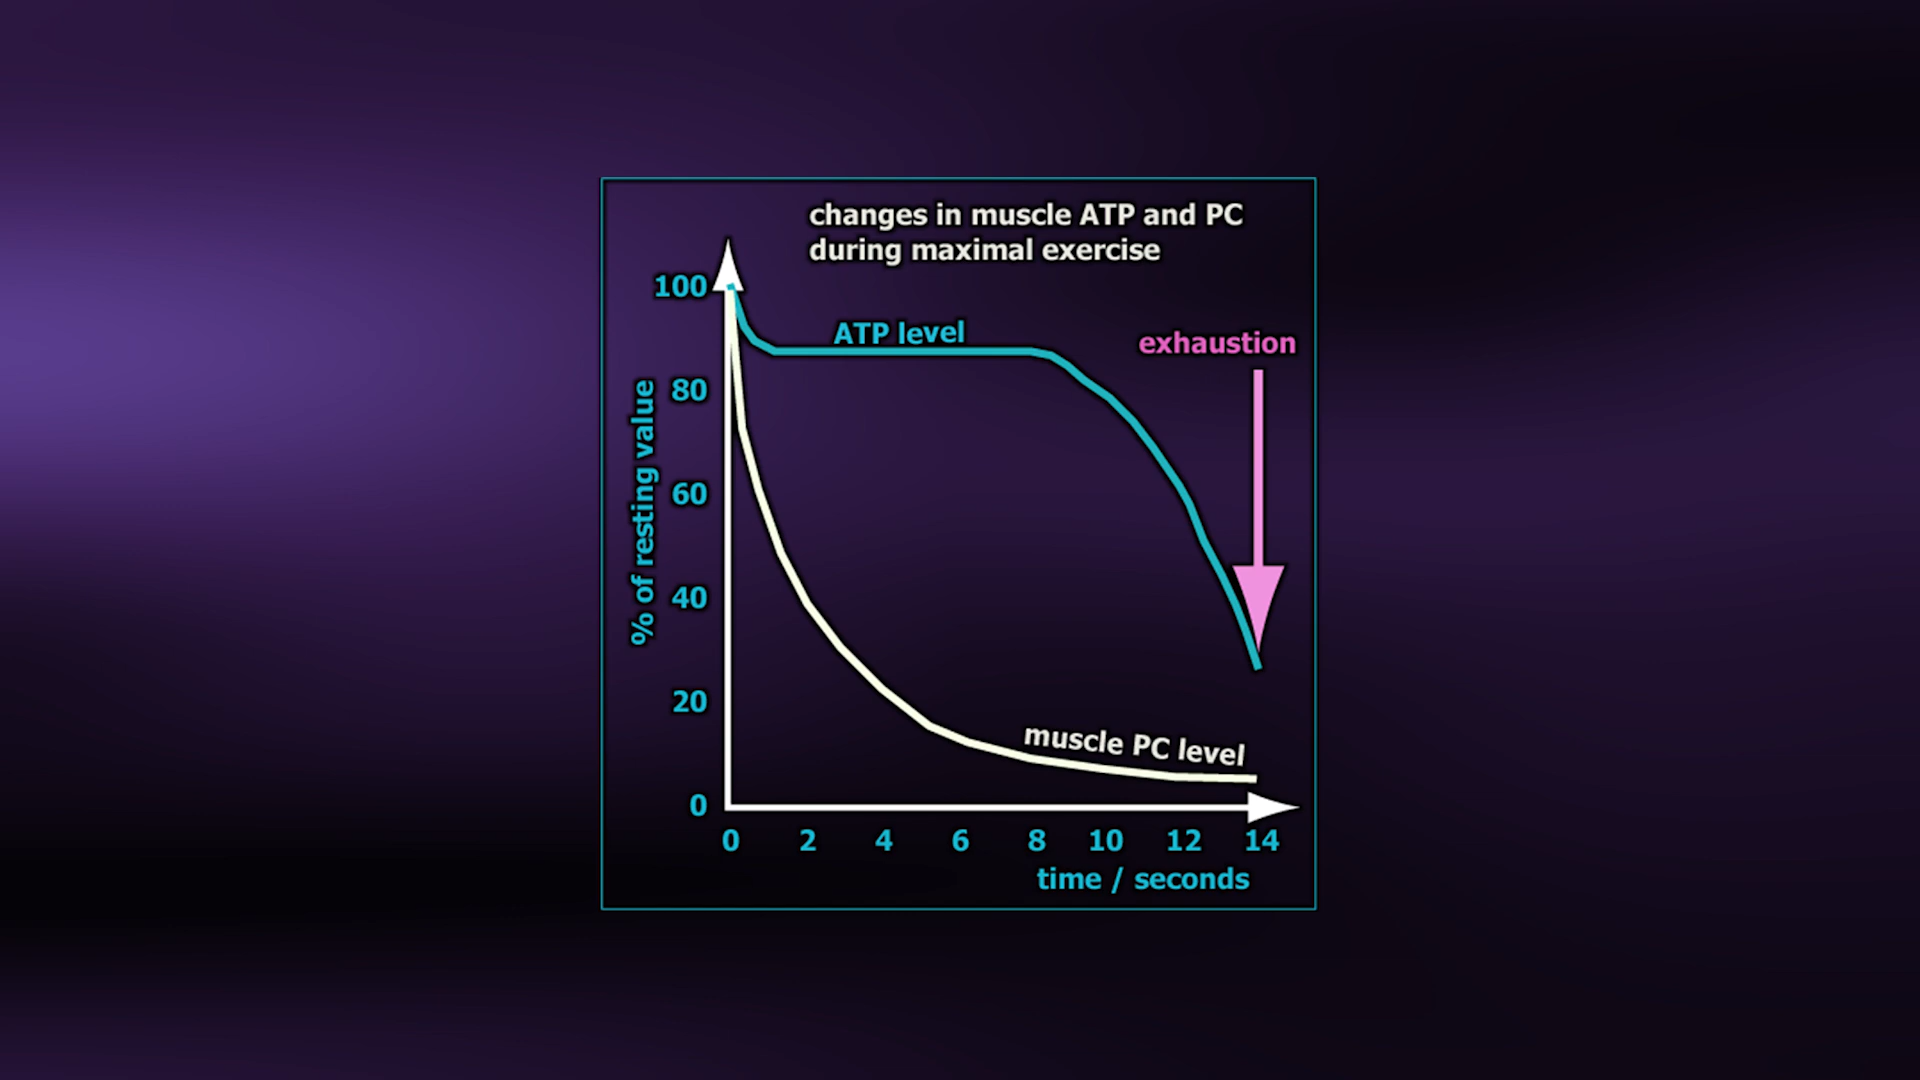 changes in muscle ATP and PC
during maximal exercise
100
ATP level
exhaustion
80
% of resting value
60
40
20
muscle PC level
0
0 2 4 6 8 10 12 14
time / seconds